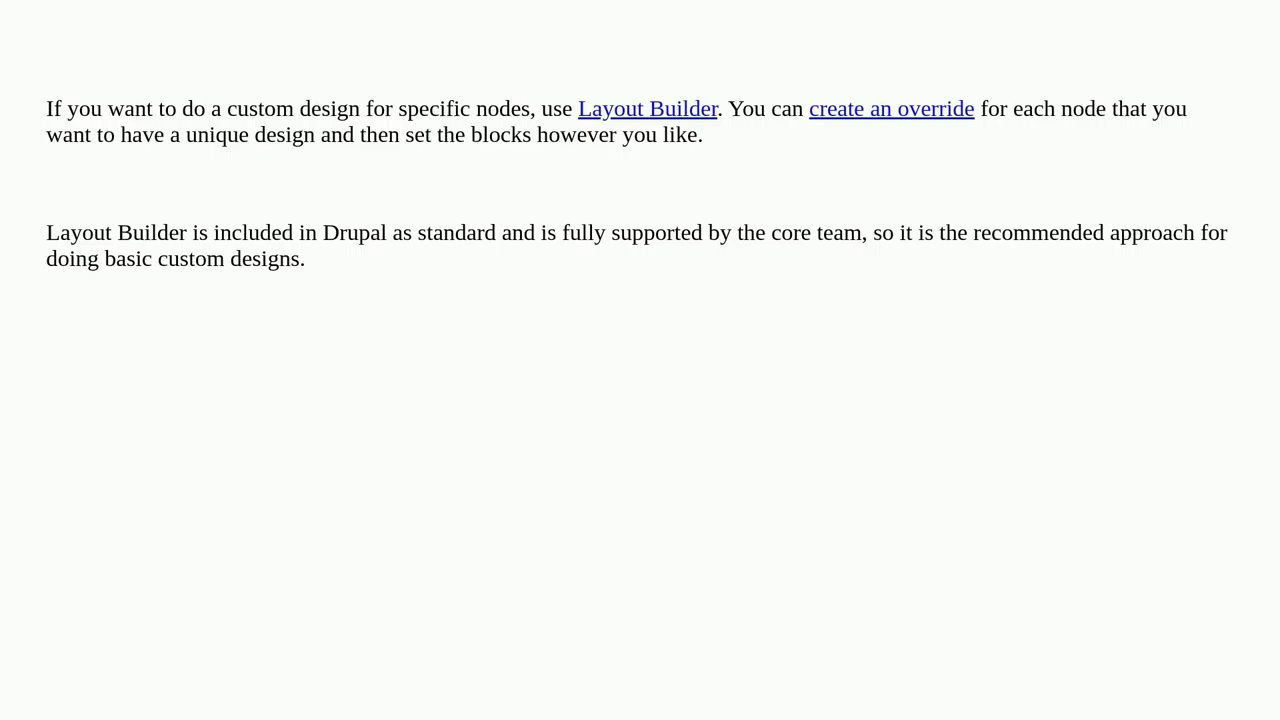 If you want to do a custom design for specific nodes, use Layout Builder. You can create an override for each node that you
want to have a unique design and then set the blocks however you like.
Layout Builder is included in Drupal as standard and is fully supported by the core team, so it is the recommended approach for
doing basic custom designs.